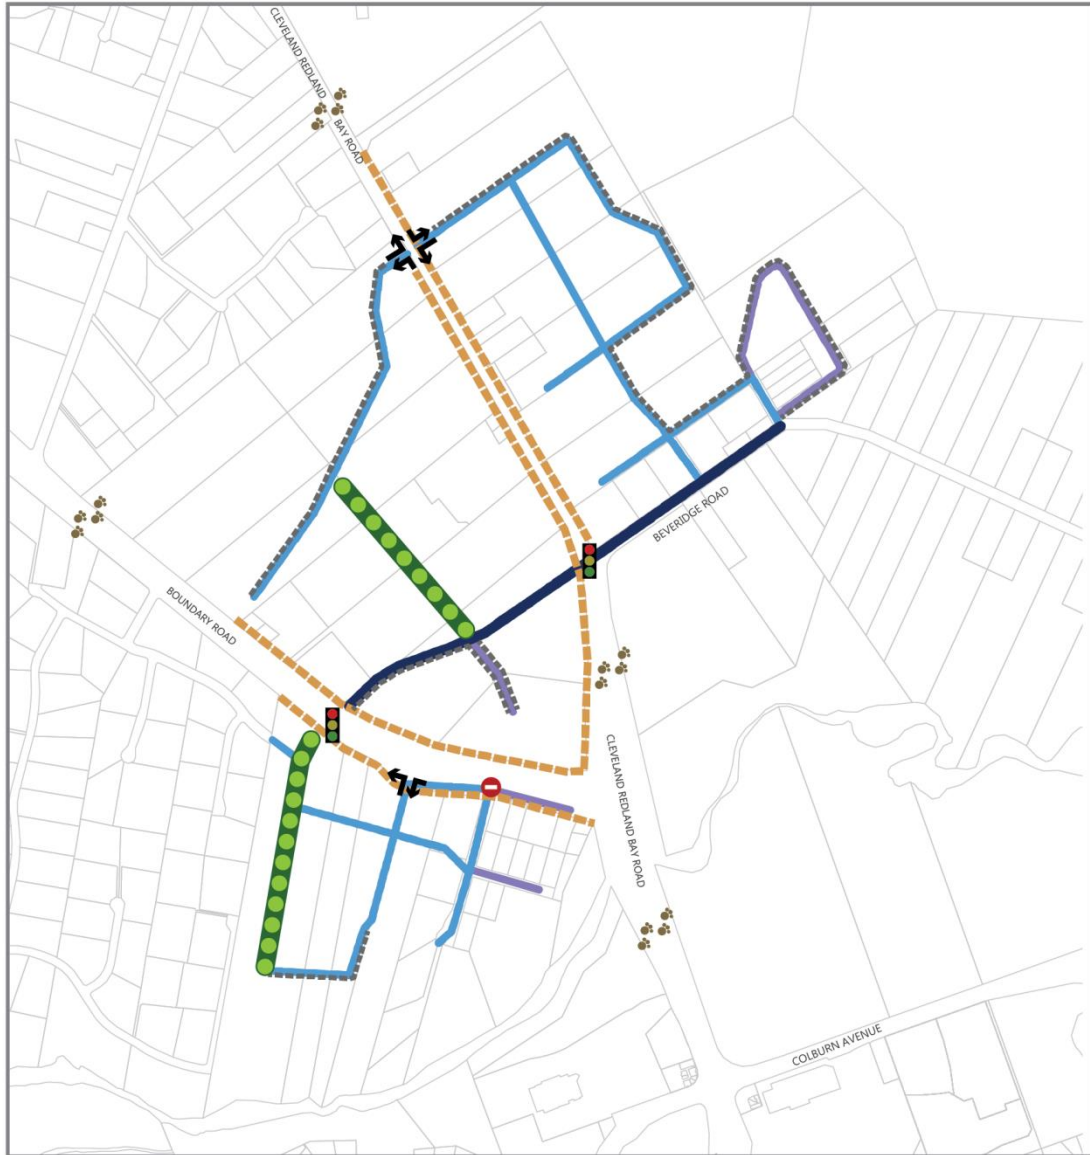 CLEVELAND REDLAND
BAY ROAD
BEVERIDGE ROAD
BOUNDARY ROAD
CLEVELAND REDLAND BAY ROAD
COLBURN AVENUE